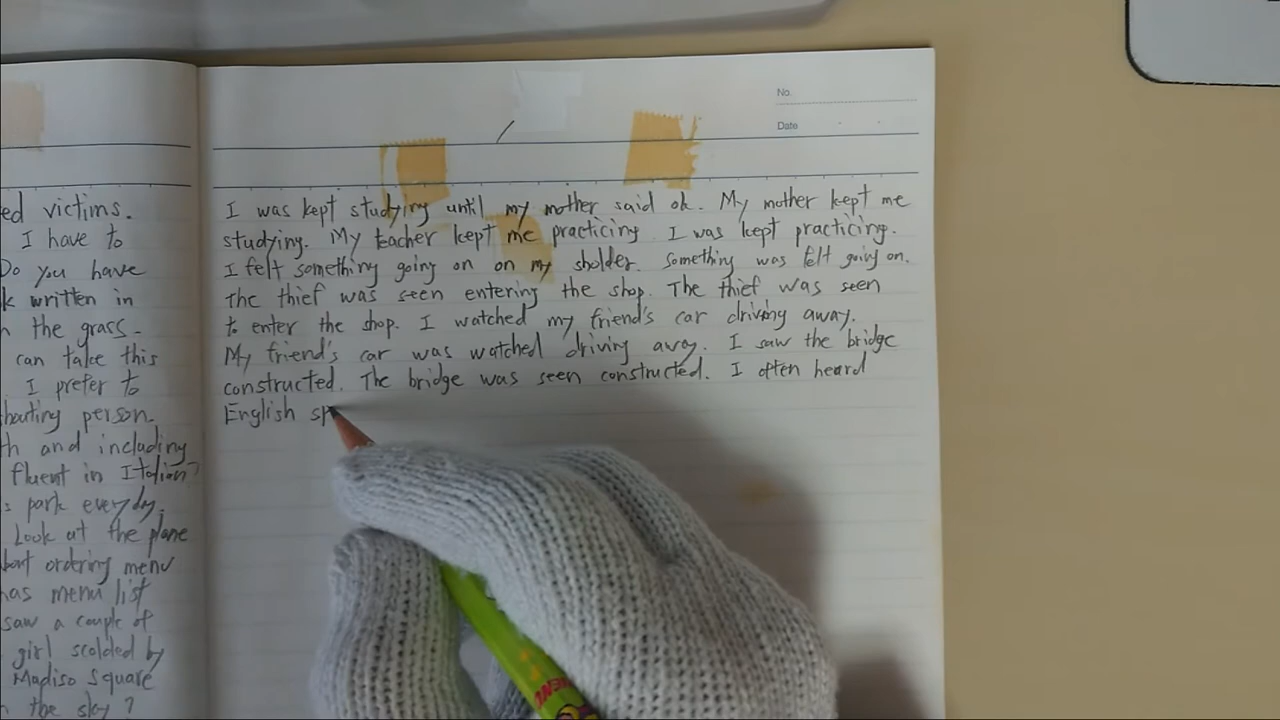 No.
Date
ed victims.
I have to
Do you have
k written in
the grass.
can take this
I prefer to
houting person.
th and including
fluent in Italian?
s park everyday.
Look at the plane
bout ordering menu
has menu list
saw a couple of
girl scolded by
Madiso Square
the sky?
I was kept studying until my mother said ok. My mother kept me
studying. My teacher kept me practicing. I was kept practicing.
I felt something going on on my sholder. Something was felt going on.
The thief was seen entering the shop. The thief was seen
to enter the shop. I watched my friend's car driving away.
My friend's car was watched driving away. I saw the bridge
constructed. The bridge was seen constructed. I often heard
English sp